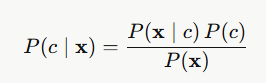 P(c | x) = P(x | c) P(c) / P(x)